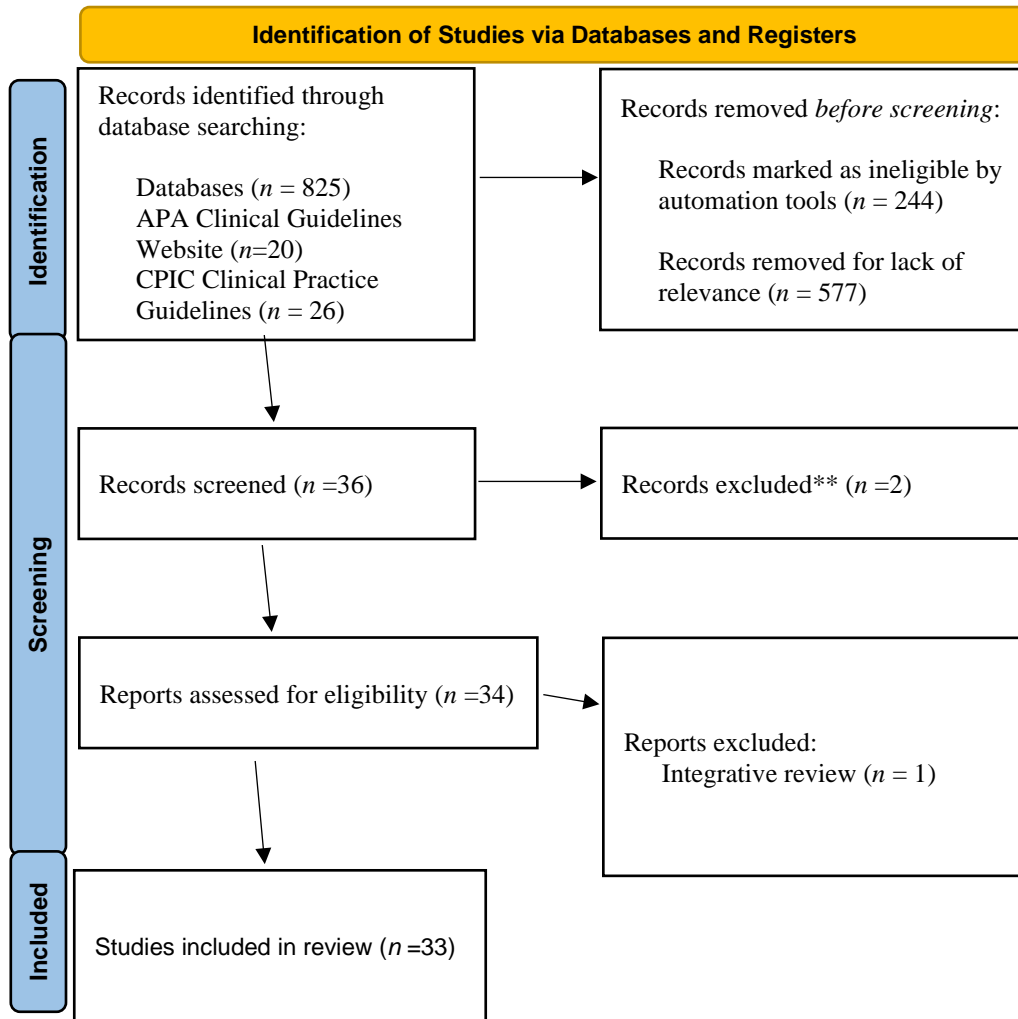 Identification of Studies via Databases and Registers
Identification
Records identified through
database searching:
Databases (n = 825)
APA Clinical Guidelines
Website (n=20)
CPIC Clinical Practice
Guidelines (n = 26)
Records removed before screening:
Records marked as ineligible by
automation tools (n = 244)
Records removed for lack of
relevance (n = 577)
Screening
Records screened (n =36)
Records excluded** (n =2)
Reports assessed for eligibility (n =34)
Reports excluded:
Integrative review (n = 1)
Included
Studies included in review (n =33)